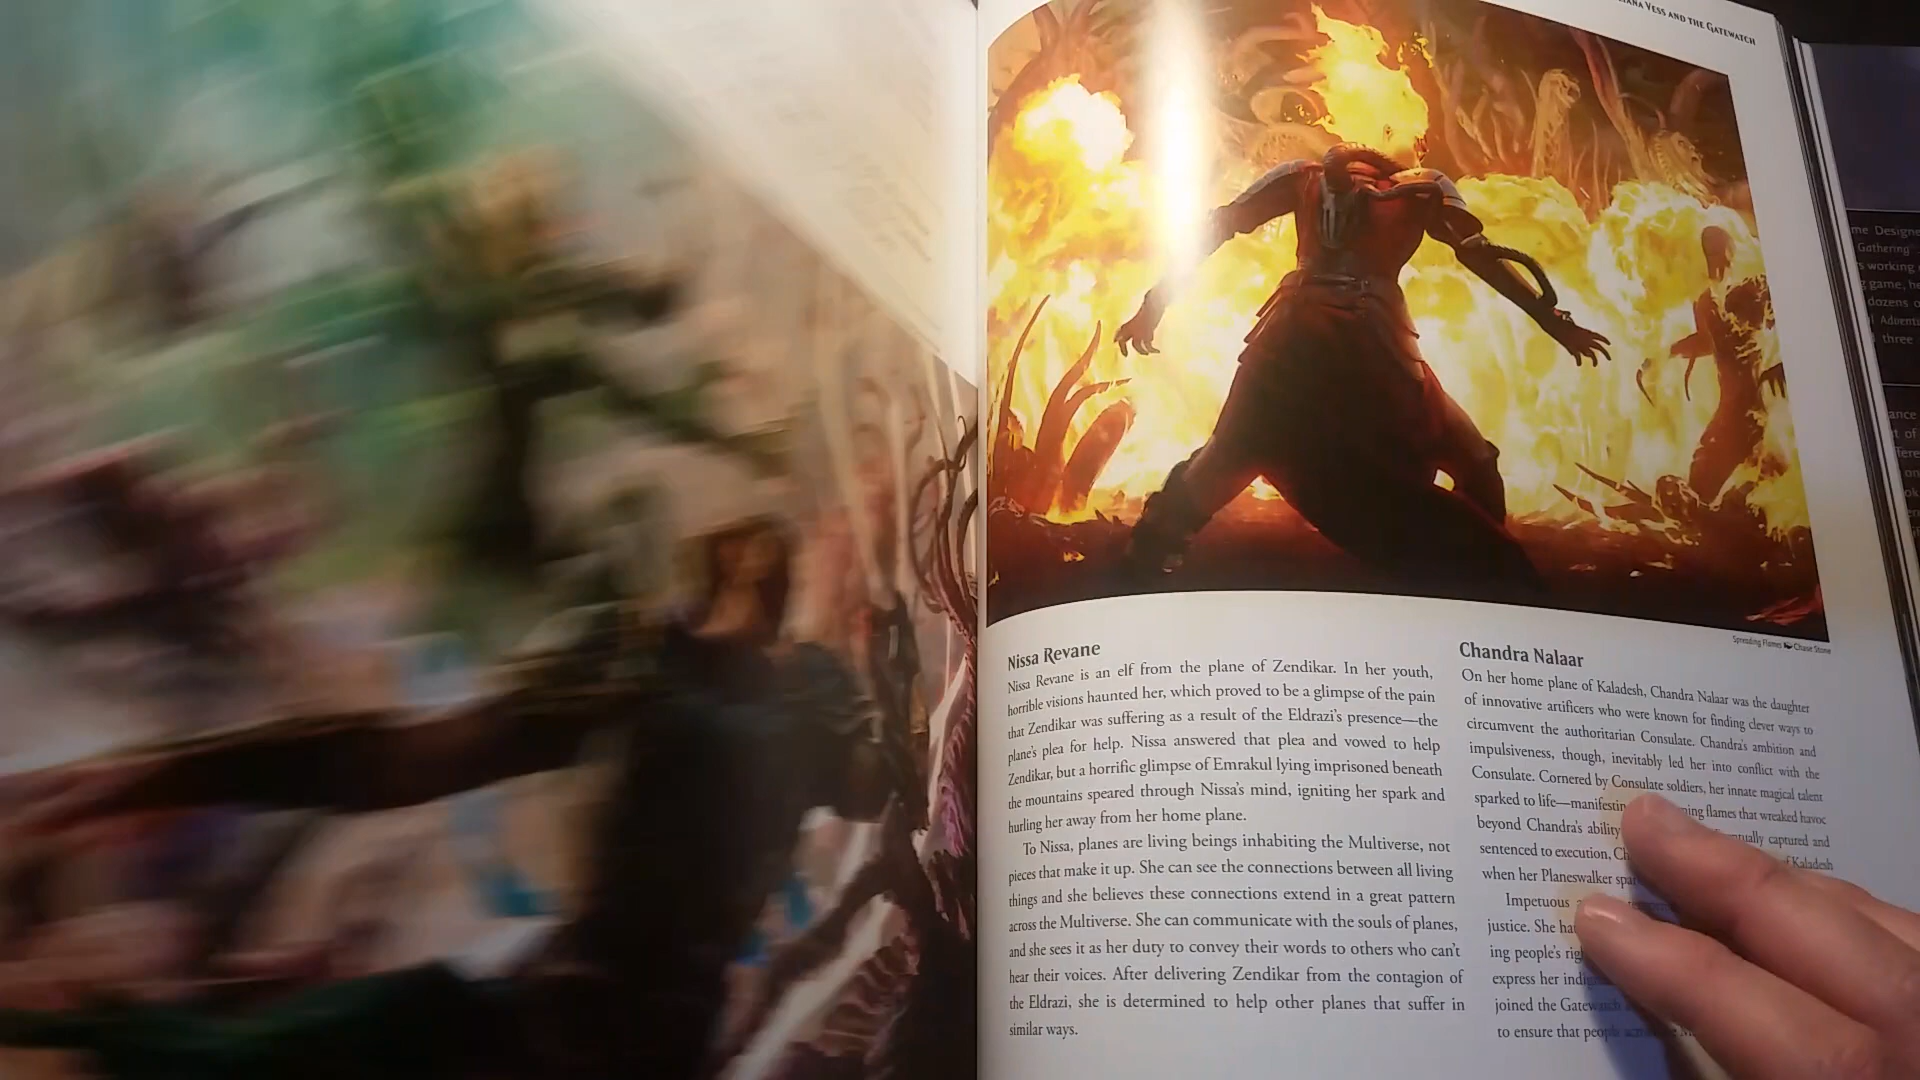 Vess and the Gatewatch
Spreading Flames Chase Stone
Nissa Revane
Nissa Revane is an elf from the plane of Zendikar. In her youth,
horrible visions haunted her, which proved to be a glimpse of the pain
that Zendikar was suffering as a result of the Eldrazi's presence—the
plane's plea for help. Nissa answered that plea and vowed to help
Zendikar, but a horrific glimpse of Emrakul lying imprisoned beneath
the mountains speared through Nissa's mind, igniting her spark and
hurling her away from her home plane.
To Nissa, planes are living beings inhabiting the Multiverse, not
pieces that make it up. She can see the connections between all living
things and she believes these connections extend in a great pattern
across the Multiverse. She can communicate with the souls of planes,
and she sees it as her duty to convey their words to others who can't
hear their voices. After delivering Zendikar from the contagion of
the Eldrazi, she is determined to help other planes that suffer in
similar ways.
Chandra Nalaar
On her home plane of Kaladesh, Chandra Nalaar was the daughter
of innovative artificers who were known for finding clever ways to
circumvent the authoritarian Consulate. Chandra's ambition and
impulsiveness, though, inevitably led her into conflict with the
Consulate. Cornered by Consulate soldiers, her innate magical talent
sparked to life—manifestin flames that wreaked havoc
beyond Chandra's ability captured and
sentenced to execution, of Kaladesh
when her Planeswalker
Impetuous
justice. She
ing people's
express her
joined the
to ensure that
me Designe
Gathering
s working
game, he
dozens o
Adventu
three
ance
of
on